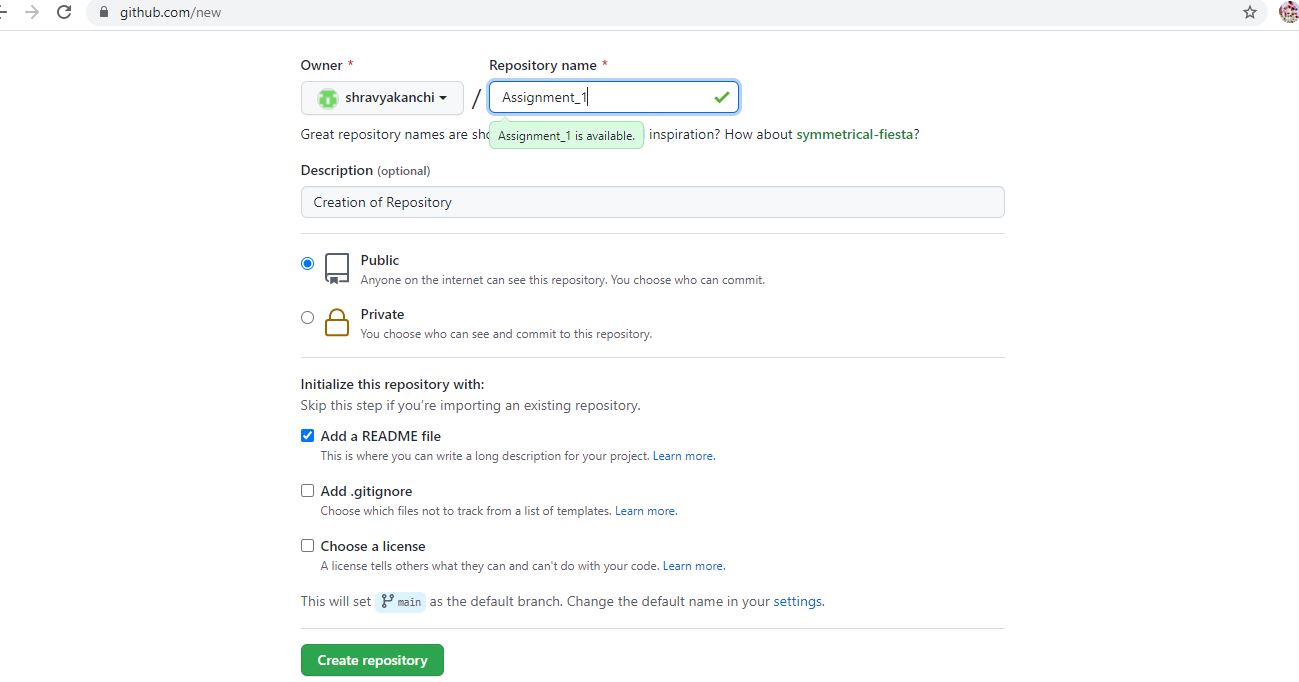 github.com/new
Owner * Repository name *
shravyakanchi / Assignment_1
Great repository names are sho Assignment_1 is available. inspiration? How about symmetrical-fiesta?
Description (optional)
Creation of Repository
Public
Anyone on the internet can see this repository. You choose who can commit.
Private
You choose who can see and commit to this repository.
Initialize this repository with:
Skip this step if you’re importing an existing repository.
Add a README file
This is where you can write a long description for your project. Learn more.
Add .gitignore
Choose which files not to track from a list of templates. Learn more.
Choose a license
A license tells others what they can and can't do with your code. Learn more.
This will set main as the default branch. Change the default name in your settings.
Create repository